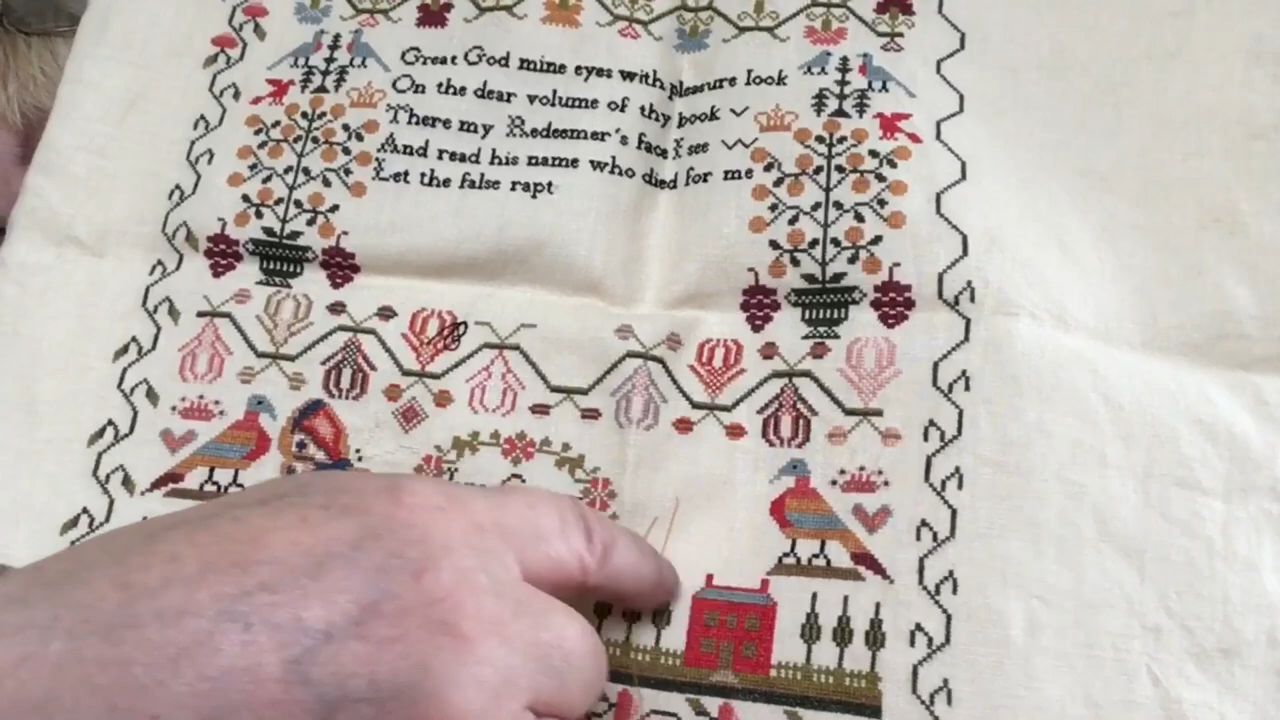 Great God mine eyes with pleasure look
On the dear volume of thy book
There my Redeemer's face I see
And read his name who died for me
Let the false rapt